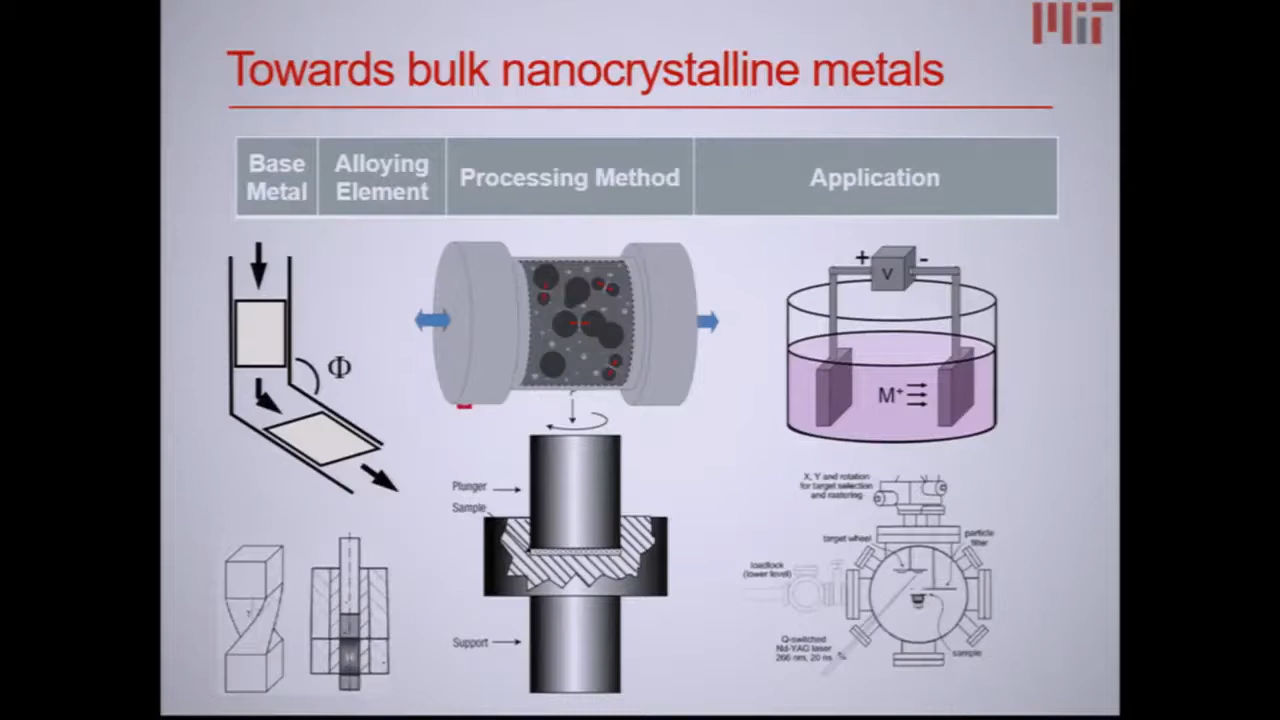 MIT
Towards bulk nanocrystalline metals
Base
Metal
Alloying
Element
Processing Method
Application
Φ
+
-
V
M⁺
Plunger
Sample
Support
X, Y and rotation
for target selection
and rastering
target wheel
particle
filter
loadlock
(lower level)
Q-switched
Nd-YAG laser
266 nm, 20 ns
sample